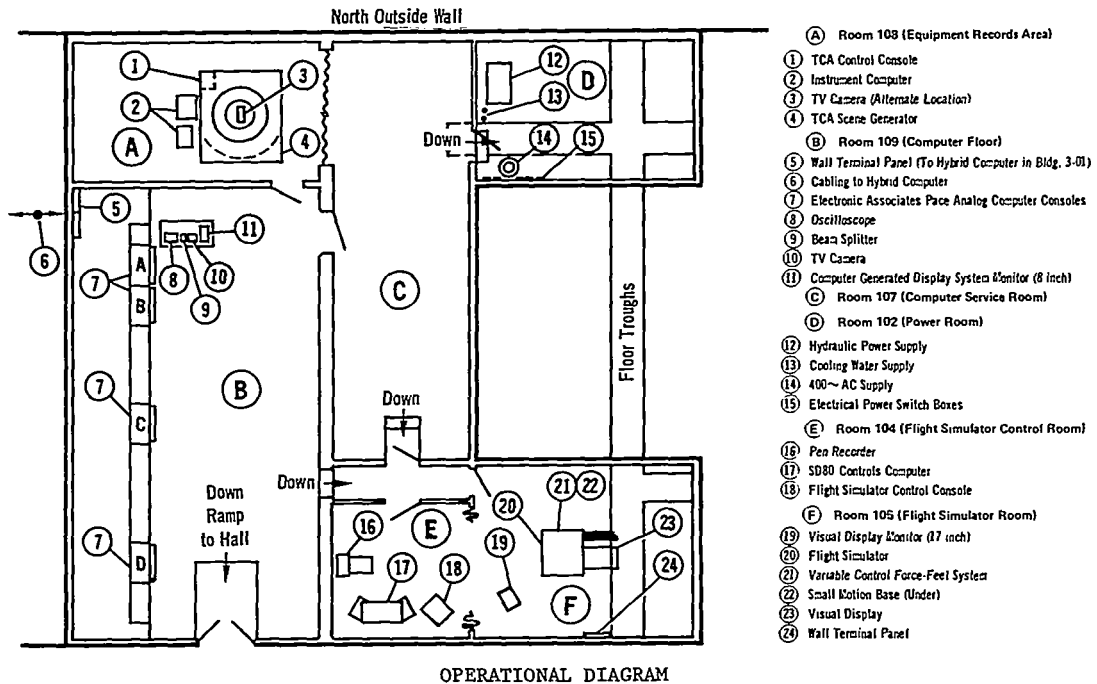 North Outside Wall
1
2
3
4
A
12
D
13
Down
14
15
5
6
11
8
10
9
7
A
B
C
7
C
B
Floor Troughs
Down
Down
Down
Ramp
to Hall
7
D
16
E
17
18
19
20
21
22
23
24
F
OPERATIONAL DIAGRAM
A Room 103 (Equipment Records Area)
1 TCA Control Console
2 Instrument Computer
3 TV Camera (Alternate Location)
4 TCA Scene Generator
B Room 109 (Computer Floor)
5 Wall Terminal Panel (To Hybrid Computer in Bldg. 3-01)
6 Cabling to Hybrid Computer
7 Electronic Associates Pace Analog Computer Consoles
8 Oscilloscope
9 Beam Splitter
10 TV Camera
11 Computer Generated Display System Monitor (8 inch)
C Room 107 (Computer Service Room)
D Room 102 (Power Room)
12 Hydraulic Power Supply
13 Cooling Water Supply
14 400~ AC Supply
15 Electrical Power Switch Boxes
E Room 104 (Flight Simulator Control Room)
16 Pen Recorder
17 SD80 Controls Computer
18 Flight Simulator Control Console
F Room 105 (Flight Simulator Room)
19 Visual Display Monitor (17 inch)
20 Flight Simulator
21 Variable Control Force-Feel System
22 Small Motion Base (Under)
23 Visual Display
24 Wall Terminal Panel